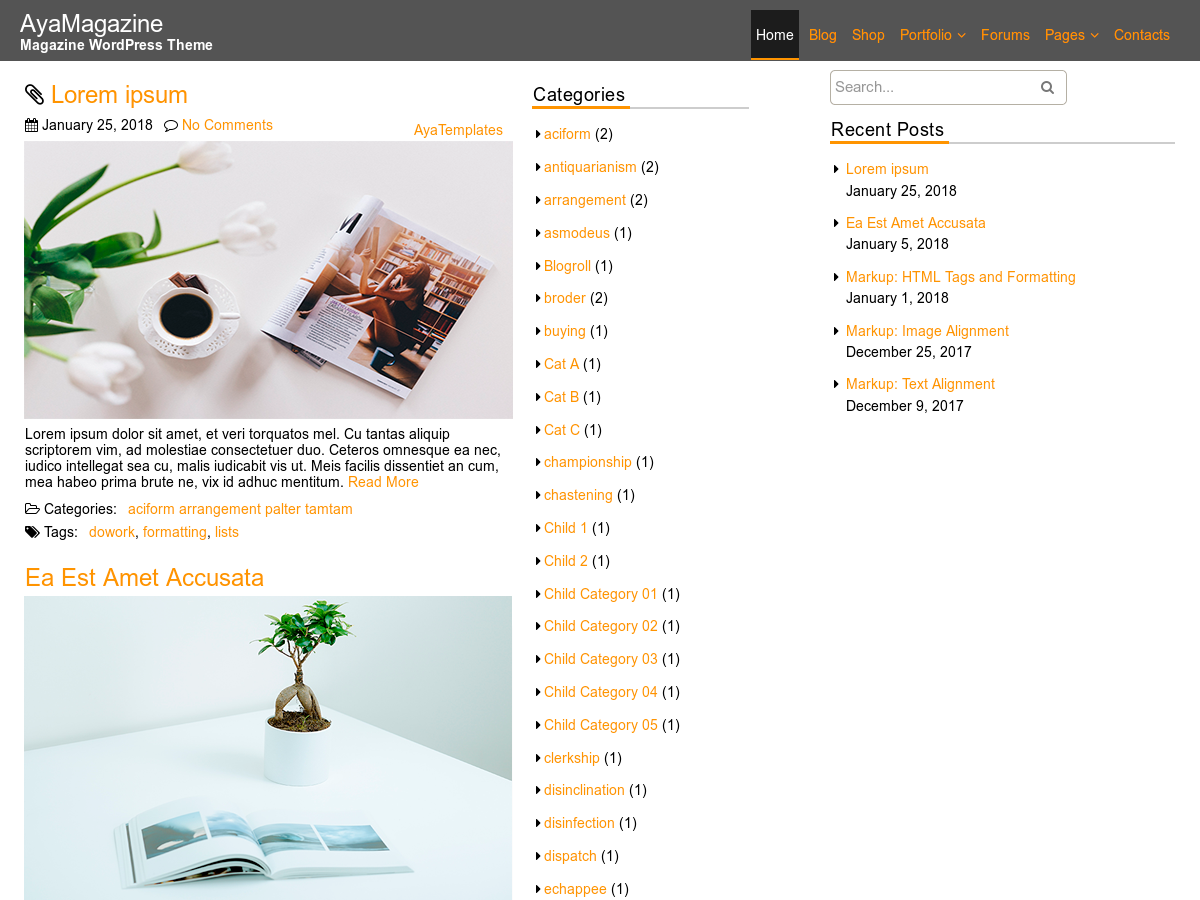 AyaMagazine
Magazine WordPress Theme
Home Blog Shop Portfolio Forums Pages Contacts
Lorem ipsum
January 25, 2018 No Comments AyaTemplates
Lorem ipsum dolor sit amet, et veri torquatos mel. Cu tantas aliquip
scriptorem vim, ad molestiae consectetuer duo. Ceteros omnesque ea nec,
iudico intellegat sea cu, malis iudicabit vis ut. Meis facilis dissentiet an cum,
mea habeo prima brute ne, vix id adhuc mentitum. Read More
Categories: aciform arrangement palter tamtam
Tags: dowork, formatting, lists
Ea Est Amet Accusata
Categories
aciform (2)
antiquarianism (2)
arrangement (2)
asmodeus (1)
Blogroll (1)
broder (2)
buying (1)
Cat A (1)
Cat B (1)
Cat C (1)
championship (1)
chastening (1)
Child 1 (1)
Child 2 (1)
Child Category 01 (1)
Child Category 02 (1)
Child Category 03 (1)
Child Category 04 (1)
Child Category 05 (1)
clerkship (1)
disinclination (1)
disinfection (1)
dispatch (1)
echappee (1)
Search...
Recent Posts
Lorem ipsum
January 25, 2018
Ea Est Amet Accusata
January 5, 2018
Markup: HTML Tags and Formatting
January 1, 2018
Markup: Image Alignment
December 25, 2017
Markup: Text Alignment
December 9, 2017